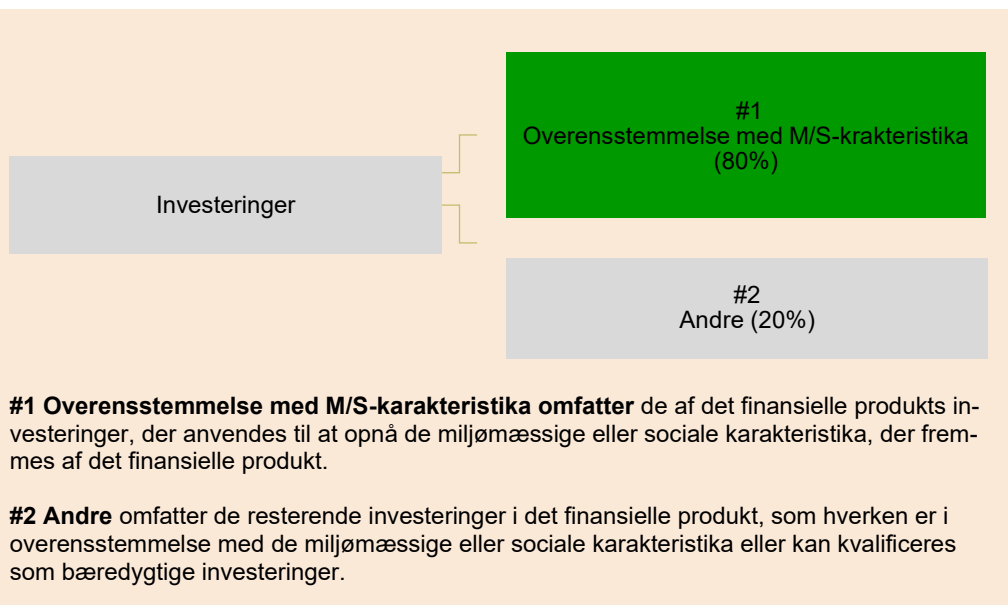 #1
Overensstemmelse med M/S-krakteristika
(80%)
Investeringer
#2
Andre (20%)
#1 Overensstemmelse med M/S-karakteristika omfatter de af det finansielle produkts in-
vesteringer, der anvendes til at opnå de miljømæssige eller sociale karakteristika, der frem-
mes af det finansielle produkt.
#2 Andre omfatter de resterende investeringer i det finansielle produkt, som hverken er i
overensstemmelse med de miljømæssige eller sociale karakteristika eller kan kvalificeres
som bæredygtige investeringer.